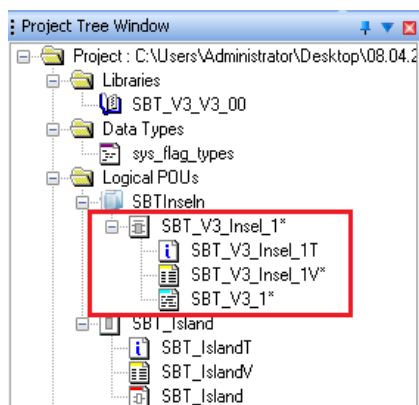 Project Tree Window
Project : C:\Users\Administrator\Desktop\08.04.2
Libraries
SBT_V3_V3_00
Data Types
sys_flag_types
Logical POUs
SBTInseln
SBT_V3_Insel_1*
SBT_V3_Insel_1T
SBT_V3_Insel_1V*
SBT_V3_1*
SBT_Island
SBT_IslandT
SBT_IslandV
SBT_Island